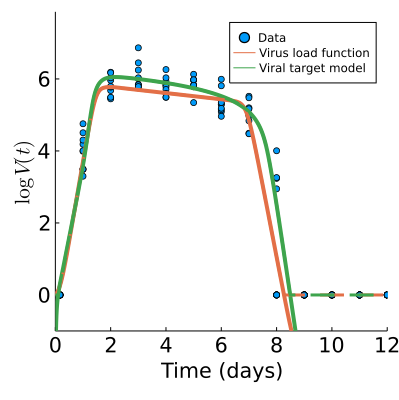 Data
Virus load function
Viral target model
log V(t)
6
4
2
0
0 2 4 6 8 10 12
Time (days)